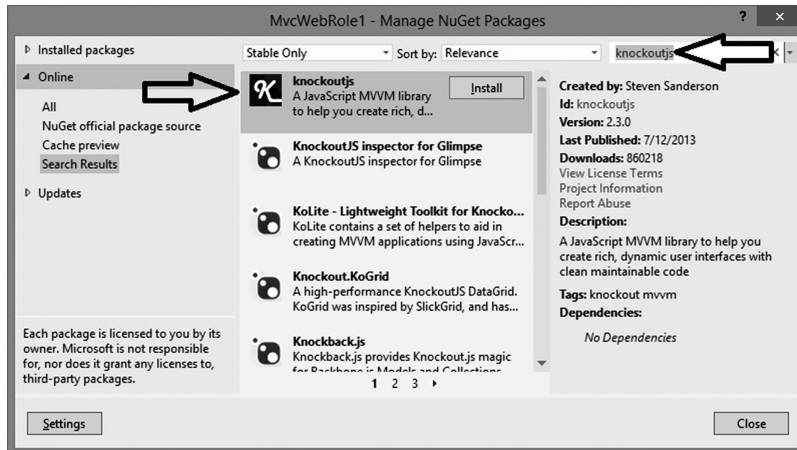 MvcWebRole1 - Manage NuGet Packages
?
Installed packages
Online
All
NuGet official package source
Cache preview
Search Results
Updates
Each package is licensed to you by its
owner. Microsoft is not responsible
for, nor does it grant any licenses to,
third-party packages.
Settings
Stable Only
Sort by: Relevance
knockoutjs
knockoutjs
A JavaScript MVVM library
to help you create rich, d...
Install
KnockoutJS inspector for Glimpse
A KnockoutJS inspector for Glimpse
KoLite - Lightweight Toolkit for Knocko...
KoLite contains a set of helpers to aid in
creating MVVM applications using JavaScr...
Knockout.KoGrid
A high-performance KnockoutJS DataGrid.
KoGrid was inspired by SlickGrid, and has...
Knockback.js
Knockback.js provides Knockout.js magic
for Backbone.js Models and Collections
1 2 3
Created by: Steven Sanderson
Id: knockoutjs
Version: 2.3.0
Last Published: 7/12/2013
Downloads: 860218
View License Terms
Project Information
Report Abuse
Description:
A JavaScript MVVM library to help you
create rich, dynamic user interfaces with
clean maintainable code
Tags: knockout mvvm
Dependencies:
No Dependencies
Close